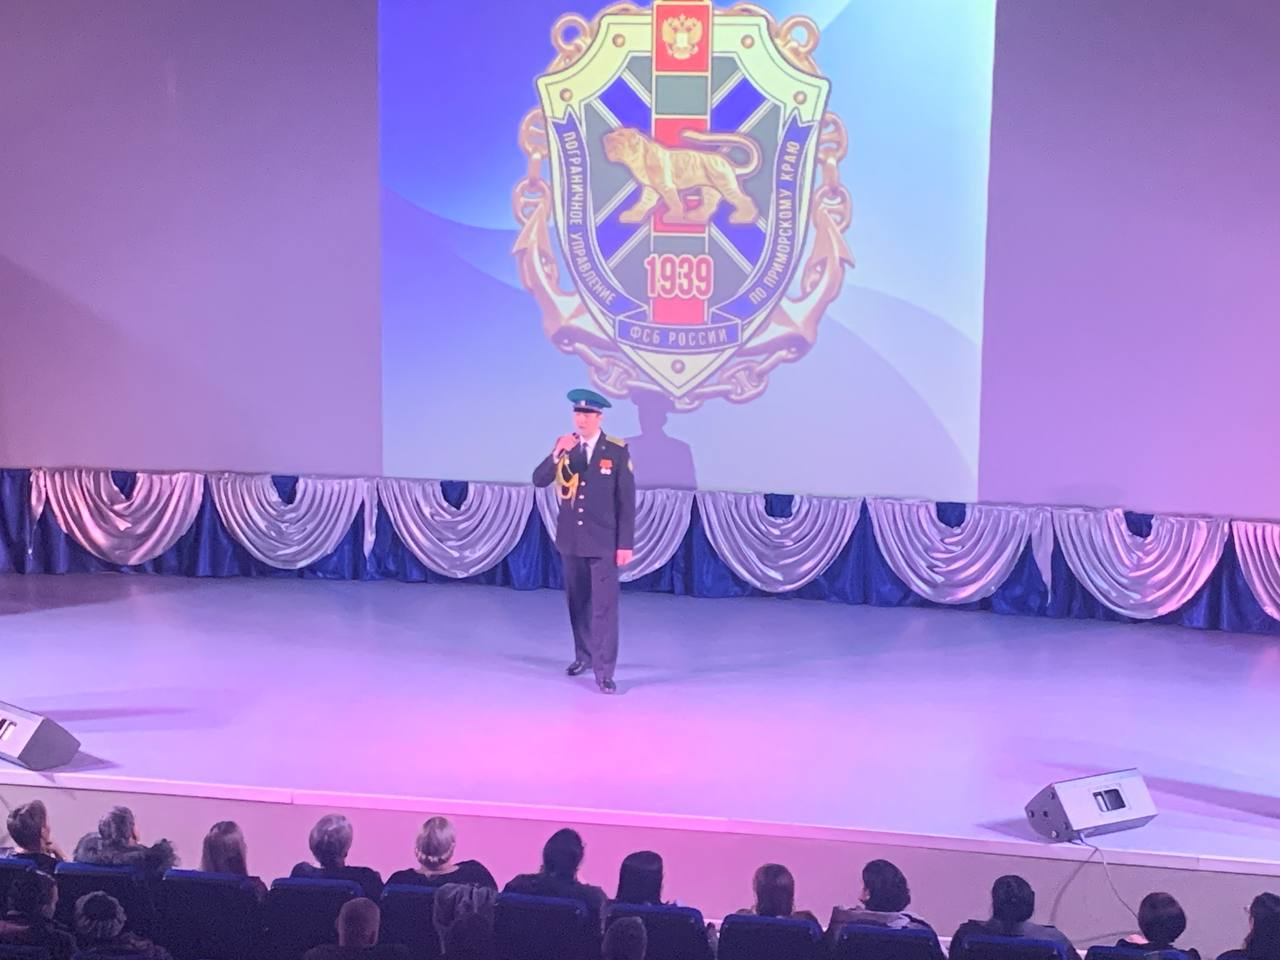 ПОГРАНИЧНОЕ УПРАВЛЕНИЕ
ПО ПРИМОРСКОМУ КРАЮ
1939
ФСБ РОССИИ